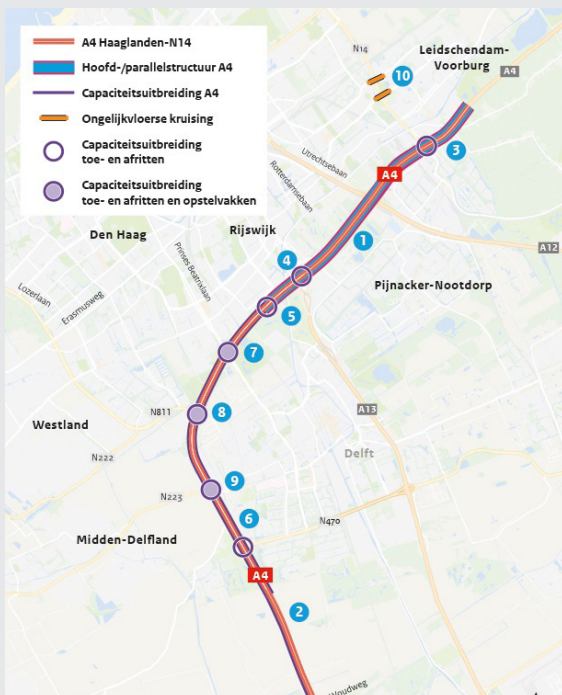 A4 Haaglanden-N14
Hoofd-/parallelstructuur A4
Capaciteitsuitbreiding A4
Ongelijkvloerse kruising
Capaciteitsuitbreiding
toe- en afritten
Capaciteitsuitbreiding
toe- en afritten en opstelvakken
N14
Leidschendam-
Voorburg
10
A4
3
Utrechtsebaan
Rotterdamsebaan
A4
Den Haag
Rijswijk
1
A12
Prinses Beatrixlaan
4
Pijnacker-Nootdorp
Lozerlaan
Erasmusweg
5
7
N811
8
A13
Westland
Delft
N222
9
N223
6
N470
Midden-Delfland
A4
2
Woudweg